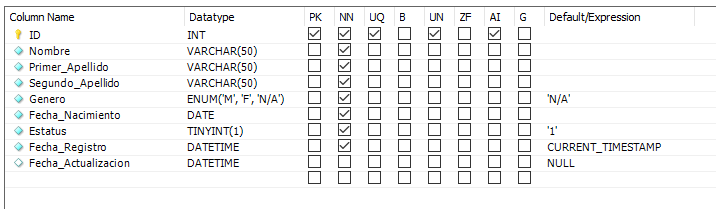 Column Name Datatype PK NN UQ B UN ZF AI G Default/Expression
ID INT
Nombre VARCHAR(50)
Primer_Apellido VARCHAR(50)
Segundo_Apellido VARCHAR(50)
Genero ENUM('M', 'F', 'N/A') 'N/A'
Fecha_Nacimiento DATE
Estatus TINYINT(1) '1'
Fecha_Registro DATETIME CURRENT_TIMESTAMP
Fecha_Actualizacion DATETIME NULL